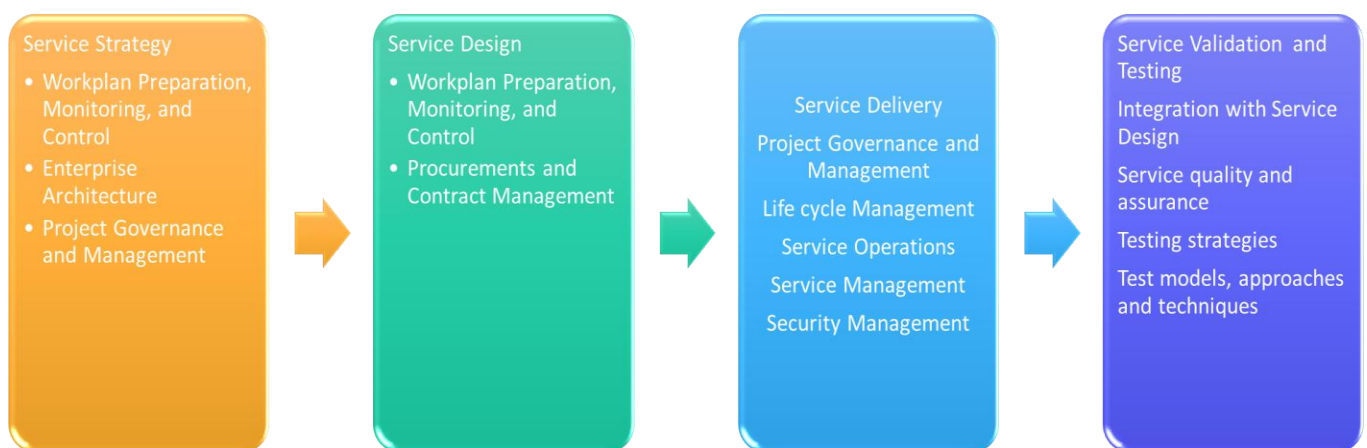 Service Strategy
• Workplan Preparation,
Monitoring, and
Control
• Enterprise
Architecture
• Project Governance
and Management
Service Design
• Workplan Preparation,
Monitoring, and
Control
• Procurements and
Contract Management
Service Delivery
Project Governance and
Management
Life cycle Management
Service Operations
Service Management
Security Management
Service Validation and
Testing
Integration with Service
Design
Service quality and
assurance
Testing strategies
Test models, approaches
and techniques